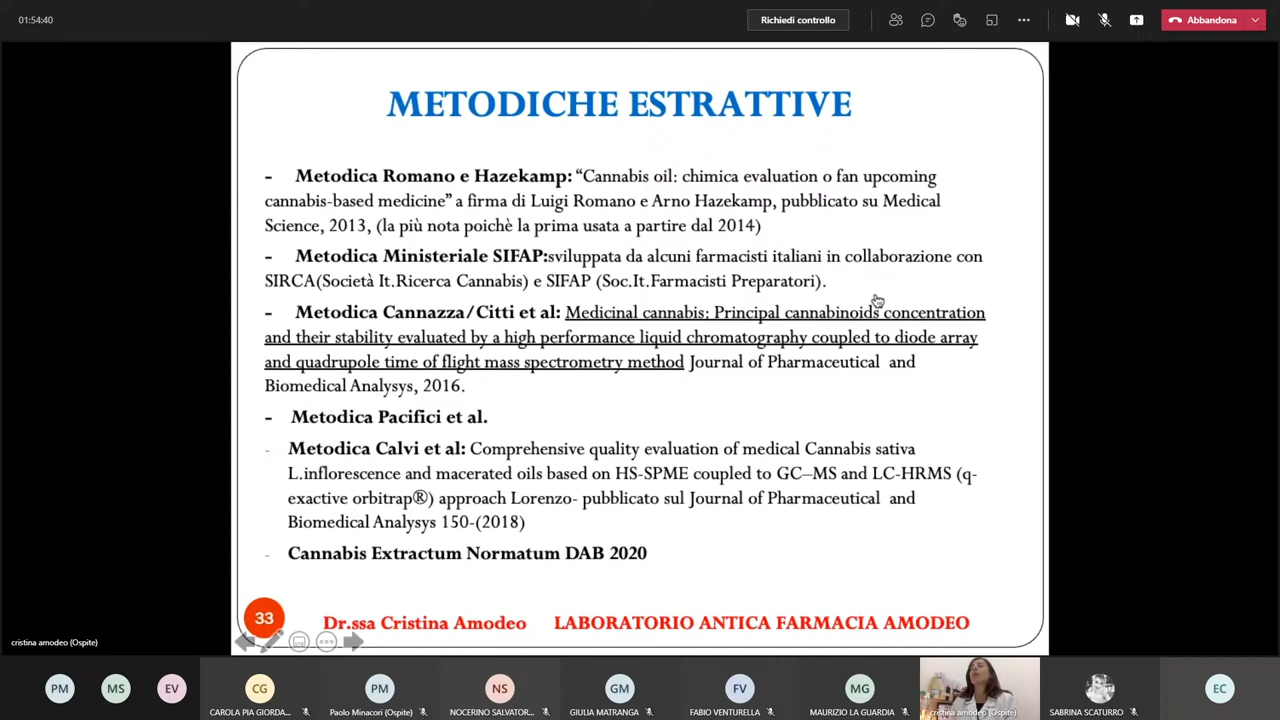 01:54:40
Richiedi controllo
Abbandona
METODICHE ESTRATTIVE
- Metodica Romano e Hazekamp: “Cannabis oil: chimica evaluation o fan upcoming
cannabis-based medicine” a firma di Luigi Romano e Arno Hazekamp, pubblicato su Medical
Science, 2013, (la più nota poichè la prima usata a partire dal 2014)
- Metodica Ministeriale SIFAP:sviluppata da alcuni farmacisti italiani in collaborazione con
SIRCA(Società It.Ricerca Cannabis) e SIFAP (Soc.It.Farmacisti Preparatori).
- Metodica Cannazza/Citti et al: Medicinal cannabis: Principal cannabinoids concentration
and their stability evaluated by a high performance liquid chromatography coupled to diode array
and quadrupole time of flight mass spectrometry method Journal of Pharmaceutical and
Biomedical Analysys, 2016.
- Metodica Pacifici et al.
- Metodica Calvi et al: Comprehensive quality evaluation of medical Cannabis sativa
L.inflorescence and macerated oils based on HS-SPME coupled to GC–MS and LC-HRMS (q-
exactive orbitrap®) approach Lorenzo- pubblicato sul Journal of Pharmaceutical and
Biomedical Analysys 150-(2018)
- Cannabis Extractum Normatum DAB 2020
33
Dr.ssa Cristina Amodeo LABORATORIO ANTICA FARMACIA AMODEO
cristina amodeo (Ospite)
PM MS EV CG PM NS GM FV MG EC
CAROLA PIA GIORDA... Paolo Minacori (Ospite) NOCERINO SALVATOR... GIULIA MATRANGA FABIO VENTURELLA MAURIZIO LA GUARDIA cristina amodeo (Ospite) SABRINA SCATURRO